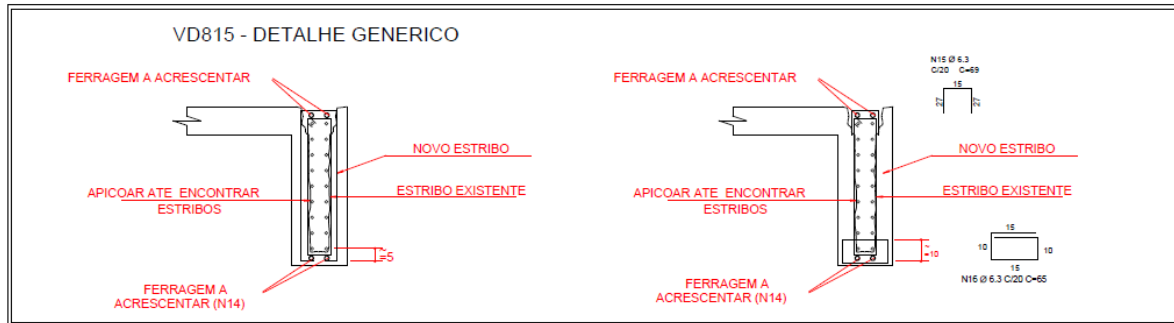 VD815 - DETALHE GENERICO
FERRAGEM A ACRESCENTAR
NOVO ESTRIBO
APICOAR ATE ENCONTRAR
ESTRIBOS
ESTRIBO EXISTENTE
~
=5
FERRAGEM A
ACRESCENTAR (N14)
FERRAGEM A ACRESCENTAR
N15 Ø 6.3
C/20 C=69
15
27
27
NOVO ESTRIBO
APICOAR ATE ENCONTRAR
ESTRIBOS
ESTRIBO EXISTENTE
~
=10
15
10
10
15
N16 Ø 6.3 C/20 C=65
FERRAGEM A
ACRESCENTAR (N14)